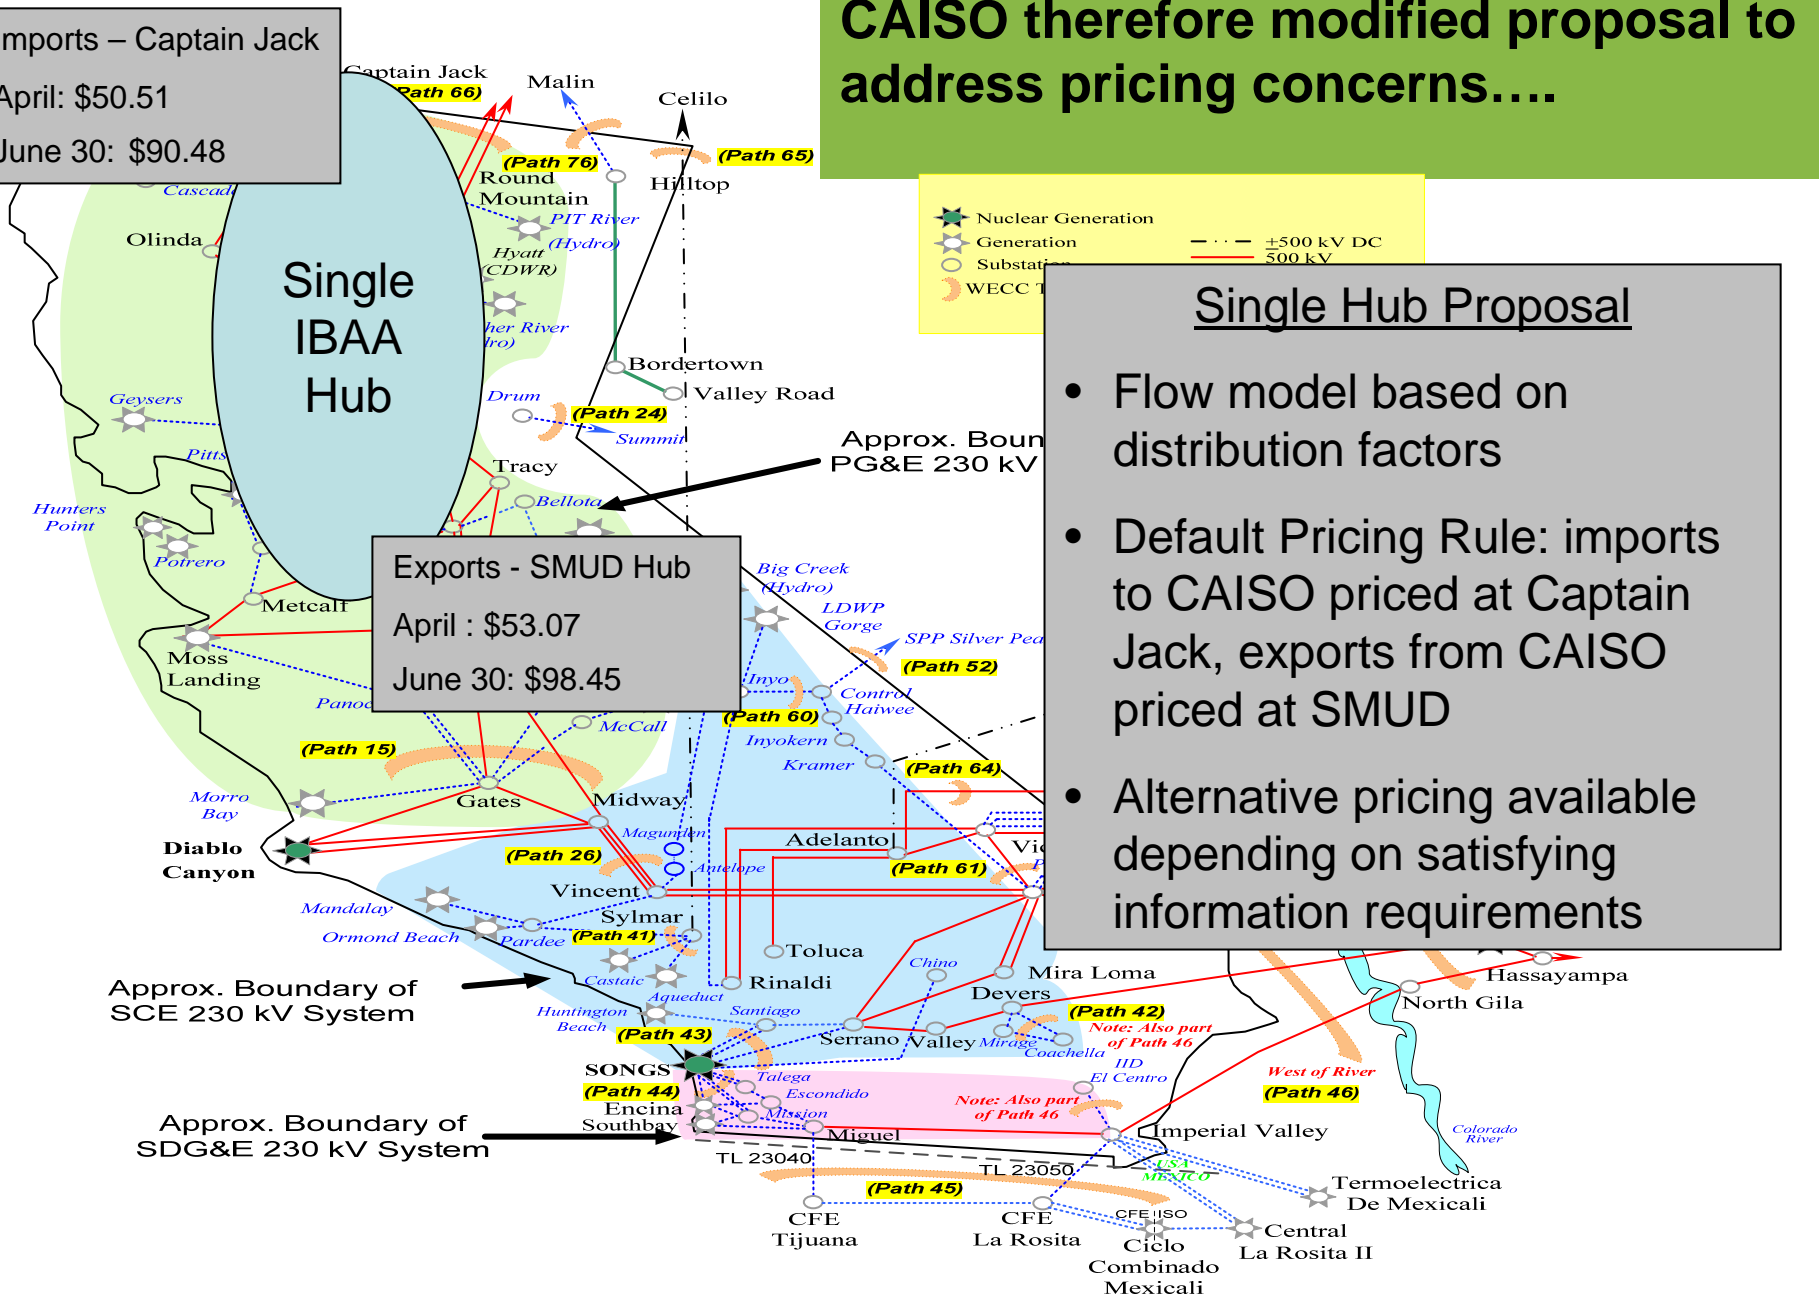 CAISO therefore modified proposal to
address pricing concerns….
mports – Captain Jack
April: $50.51
June 30: $90.48
Captain Jack
(Path 66)
Malin
Celilo
(Path 76)
(Path 65)
Hilltop
Round
Mountain
PIT River
(Hydro)
Hyatt
(CDWR)
her River
Cascade
Olinda
Single
IBAA
Hub
Nuclear Generation
Generation
Substation
WECC T
±500 kV DC
500 kV
Bordertown
Valley Road
Drum
(Path 24)
Summit
Geysers
Pitts
Tracy
Bellota
Hunters
Point
Potrero
Metcalf
Moss
Landing
Approx. Boun
PG&E 230 kV
Single Hub Proposal
• Flow model based on
distribution factors
• Default Pricing Rule: imports
to CAISO priced at Captain
Jack, exports from CAISO
priced at SMUD
• Alternative pricing available
depending on satisfying
information requirements
Exports - SMUD Hub
April : $53.07
June 30: $98.45
Big Creek
(Hydro)
LDWP
Gorge
SPP Silver Pea
(Path 52)
Inyo
Control
Haiwee
(Path 60)
Inyokern
Kramer
(Path 64)
Panoc
McCall
(Path 15)
Gates
Midway
Morro
Bay
Diablo
Canyon
Magunden
Antelope
(Path 26)
Vincent
Adelanto
(Path 61)
Vic
Mandalay
Ormond Beach
Pardee
Sylmar
(Path 41)
Castaic
Aqueduct
Toluca
Rinaldi
Chino
Mira Loma
Devers
(Path 42)
Note: Also part
of Path 46
Hassayampa
North Gila
Approx. Boundary of
SCE 230 kV System
Huntington
Beach
Santiago
(Path 43)
Serrano
Valley
Mirage
Coachella
SONGS
(Path 44)
Talega
Escondido
Encina
Mission
Southbay
Miguel
Note: Also part
of Path 46
IID
El Centro
West of River
(Path 46)
Imperial Valley
Colorado
River
Approx. Boundary of
SDG&E 230 kV System
TL 23040
TL 23050
USA
MEXICO
(Path 45)
CFE
Tijuana
CFE
La Rosita
CFE ISO
Ciclo
Combinado
Mexicali
Termoelectrica
De Mexicali
Central
La Rosita II